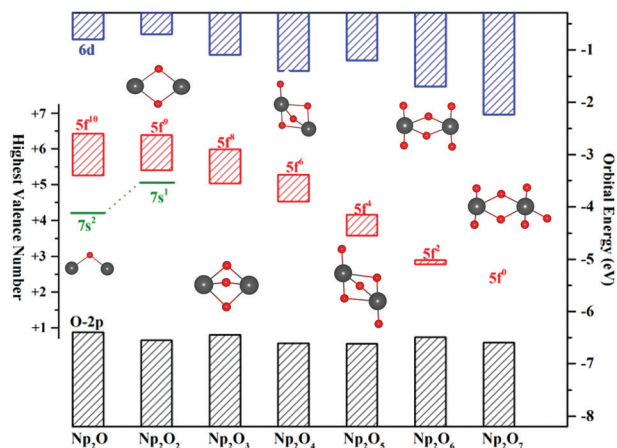 6d
5f¹⁰
5f⁹
5f⁸
5f⁶
5f⁴
5f²
5f⁰
7s²
7s¹
O-2p
Highest Valence Number
+7
+6
+5
+4
+3
+2
+1
Orbital Energy (eV)
-1
-2
-3
-4
-5
-6
-7
-8
Np₂O
Np₂O₂
Np₂O₃
Np₂O₄
Np₂O₅
Np₂O₆
Np₂O₇